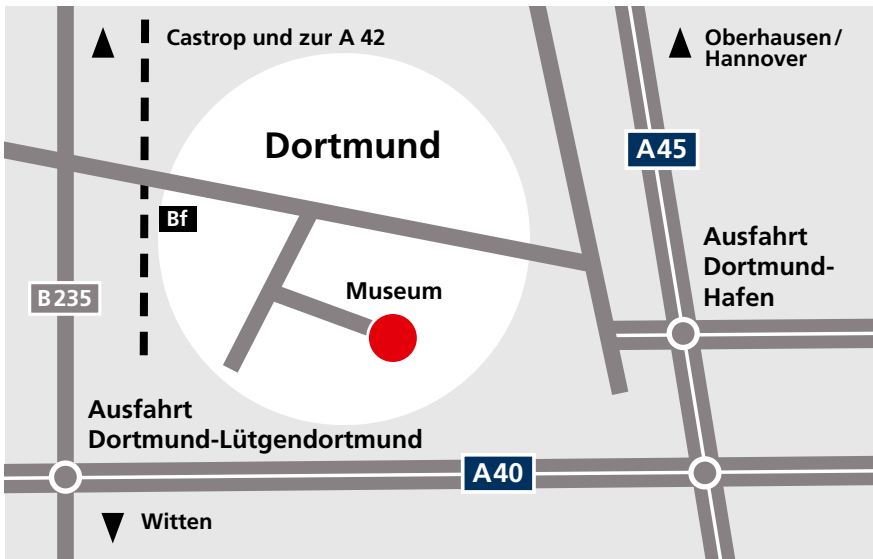 Castrop und zur A 42
Oberhausen/
Hannover
Dortmund
A45
Bf
Ausfahrt
Dortmund-
Hafen
B235
Museum
Ausfahrt
Dortmund-Lütgendortmund
A40
Witten